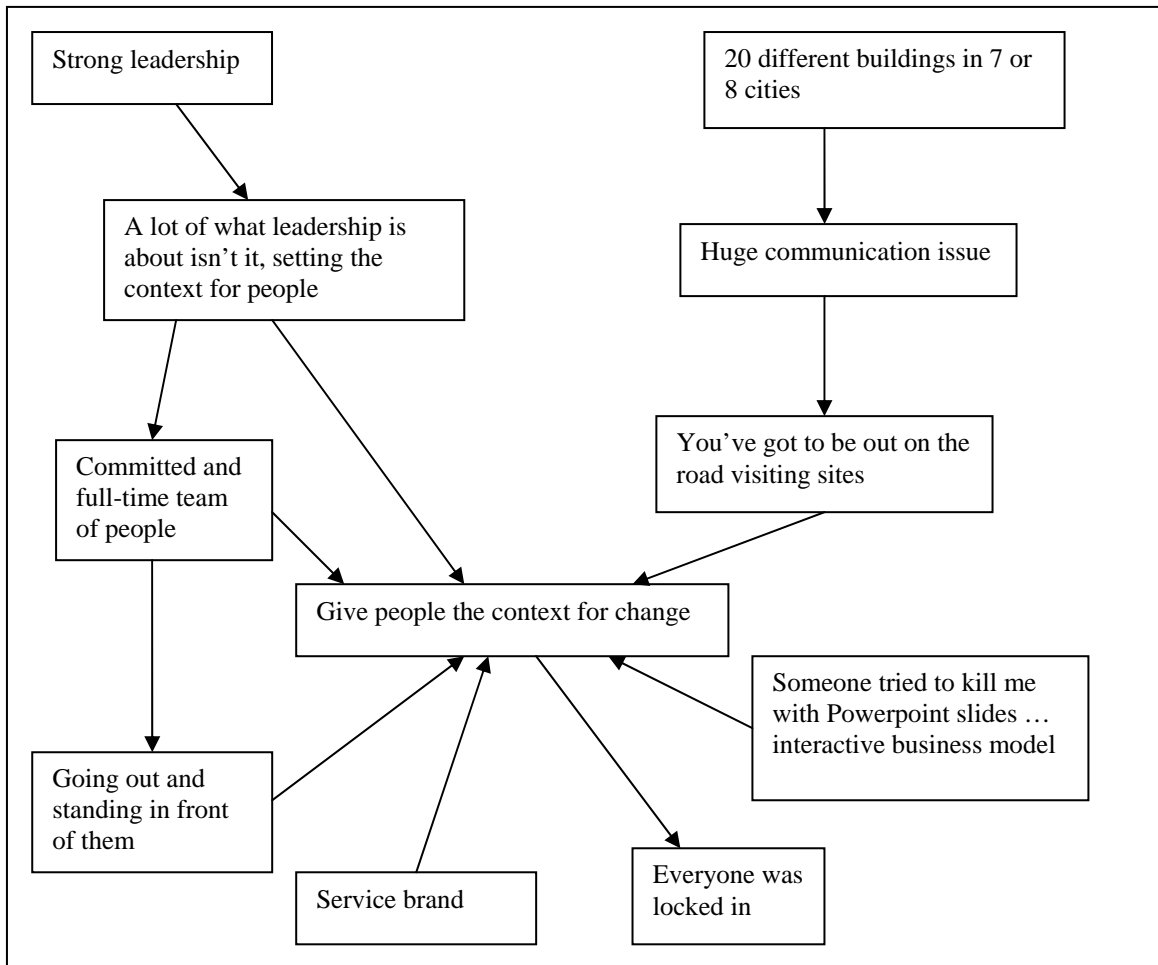 Strong leadership
20 different buildings in 7 or
8 cities
A lot of what leadership is
about isn’t it, setting the
context for people
Huge communication issue
Committed and
full-time team
of people
You’ve got to be out on the
road visiting sites
Give people the context for change
Someone tried to kill me
with Powerpoint slides …
interactive business model
Going out and
standing in front
of them
Service brand
Everyone was
locked in